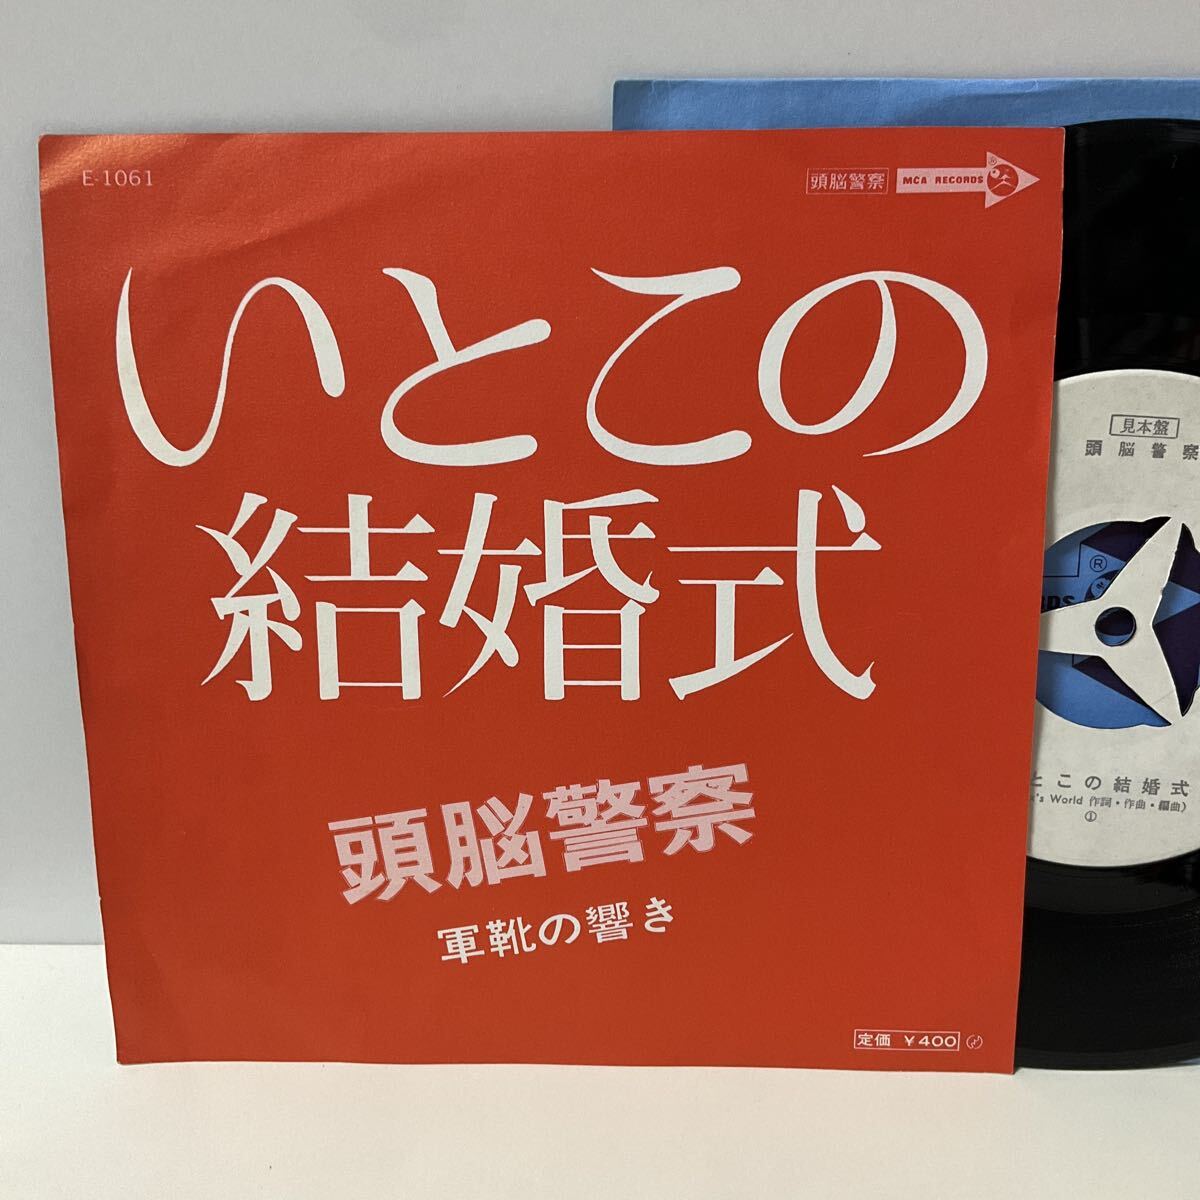 E-1061
頭脳警察 MCA RECORDS ®
いとこの
結婚式
頭脳警察
軍靴の響き
定価 ¥400
見本盤
頭脳警察
®
とこの結婚式
's World 作詞・作曲・編曲)
①